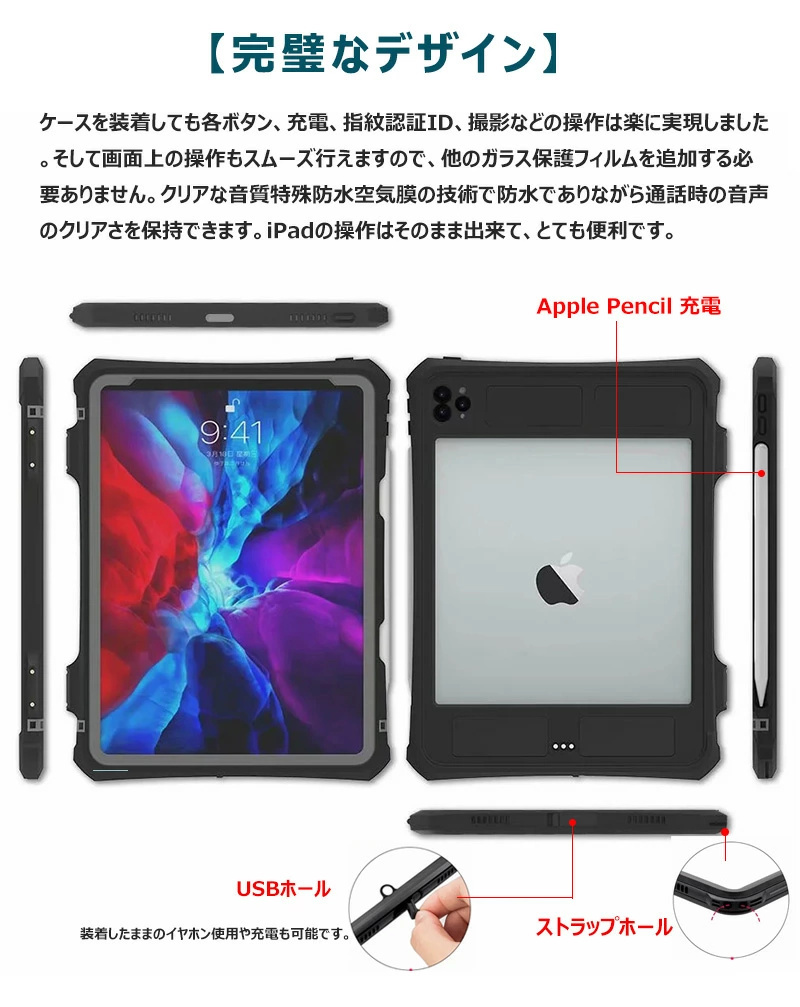 【完璧なデザイン】
ケースを装着しても各ボタン、充電、指紋認証ID、撮影などの操作は楽に実現しました
。そして画面上の操作もスムーズ行えますので、他のガラス保護フィルムを追加する必
要ありません。クリアな音質特殊防水空気膜の技術で防水でありながら通話時の音声
のクリアさを保持できます。iPadの操作はそのまま出来て、とても便利です。
Apple Pencil 充電
9:41
3月18日 星期三
USBホール
装着したままのイヤホン使用や充電も可能です。
ストラップホール